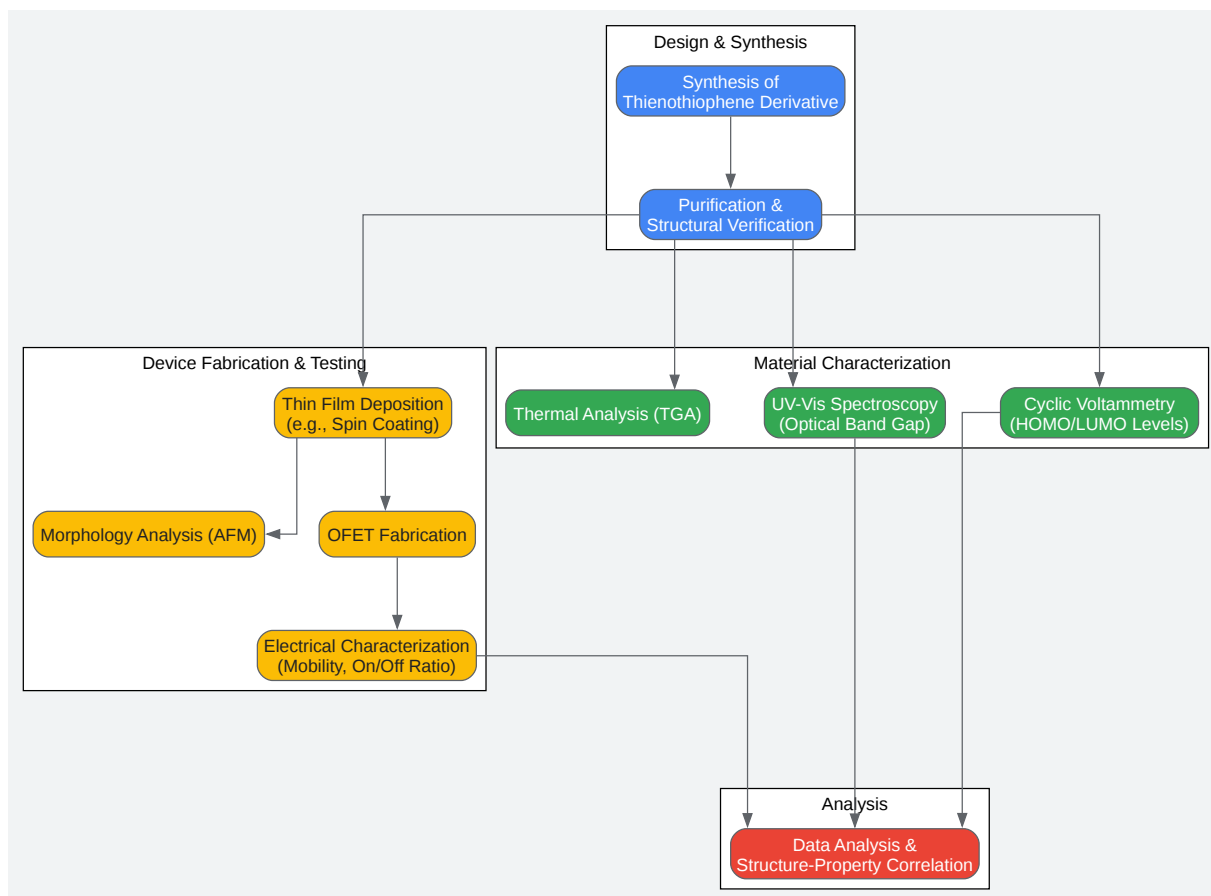 Design & Synthesis
Synthesis of
Thienothiophene Derivative
Purification &
Structural Verification
Device Fabrication & Testing
Thin Film Deposition
(e.g., Spin Coating)
Morphology Analysis (AFM)
OFET Fabrication
Electrical Characterization
(Mobility, On/Off Ratio)
Material Characterization
Thermal Analysis (TGA)
UV-Vis Spectroscopy
(Optical Band Gap)
Cyclic Voltammetry
(HOMO/LUMO Levels)
Analysis
Data Analysis &
Structure-Property Correlation